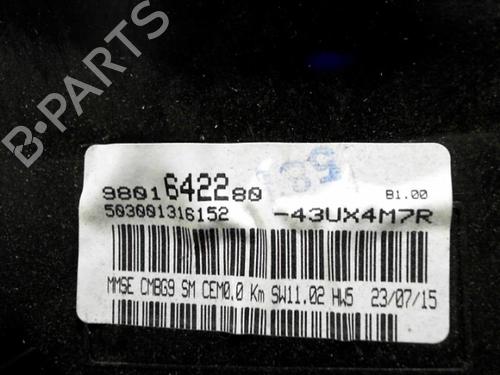 B-PARTS
9801642280
B1.00
503001316152
-43UX4M7R
MMSE CMBG9 SM CEM0.0 Km SW11.02 HW5 23/07/15